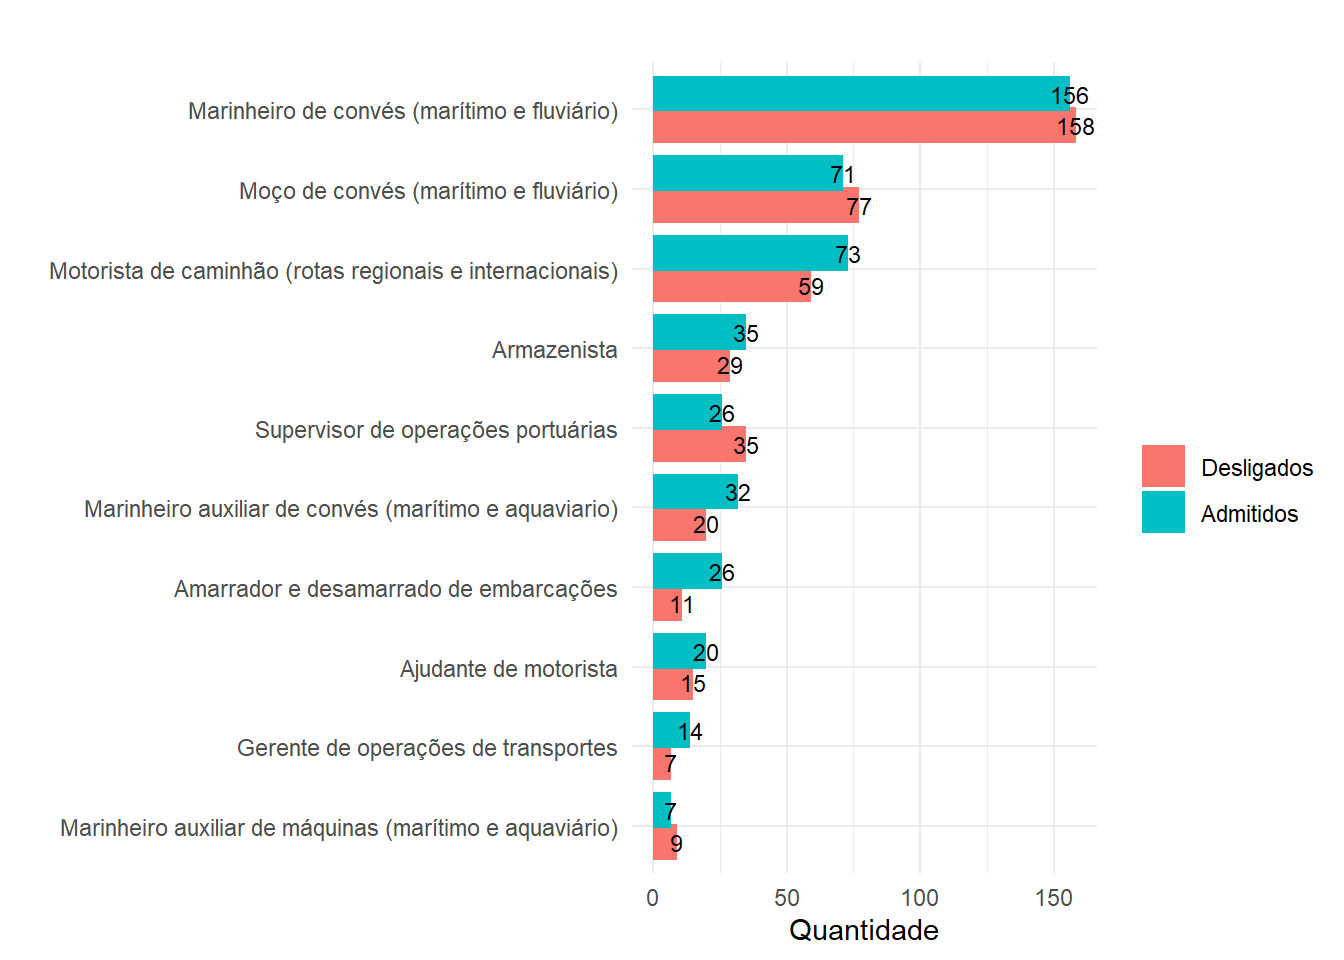 Marinheiro de convés (marítimo e fluviário)
156
158
Moço de convés (marítimo e fluviário)
71
77
Motorista de caminhão (rotas regionais e internacionais)
73
59
Armazenista
35
29
Supervisor de operações portuárias
26
35
Marinheiro auxiliar de convés (marítimo e aquaviario)
32
20
Amarrador e desamarrado de embarcações
26
11
Ajudante de motorista
20
15
Gerente de operações de transportes
14
7
Marinheiro auxiliar de máquinas (marítimo e aquaviário)
7
9
0 50 100 150
Quantidade
Desligados
Admitidos